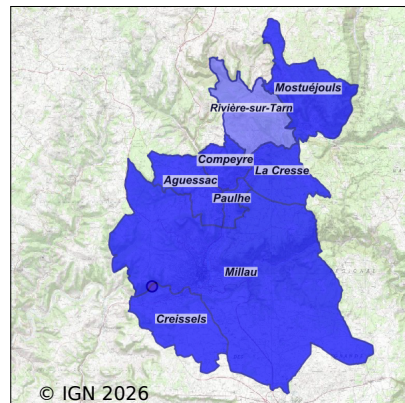 Mostuéjouls
Rivière-sur-Tarn
Compeyre
La Cresse
Aguessac
Paulhe
Millau
Creissels
© IGN 2026